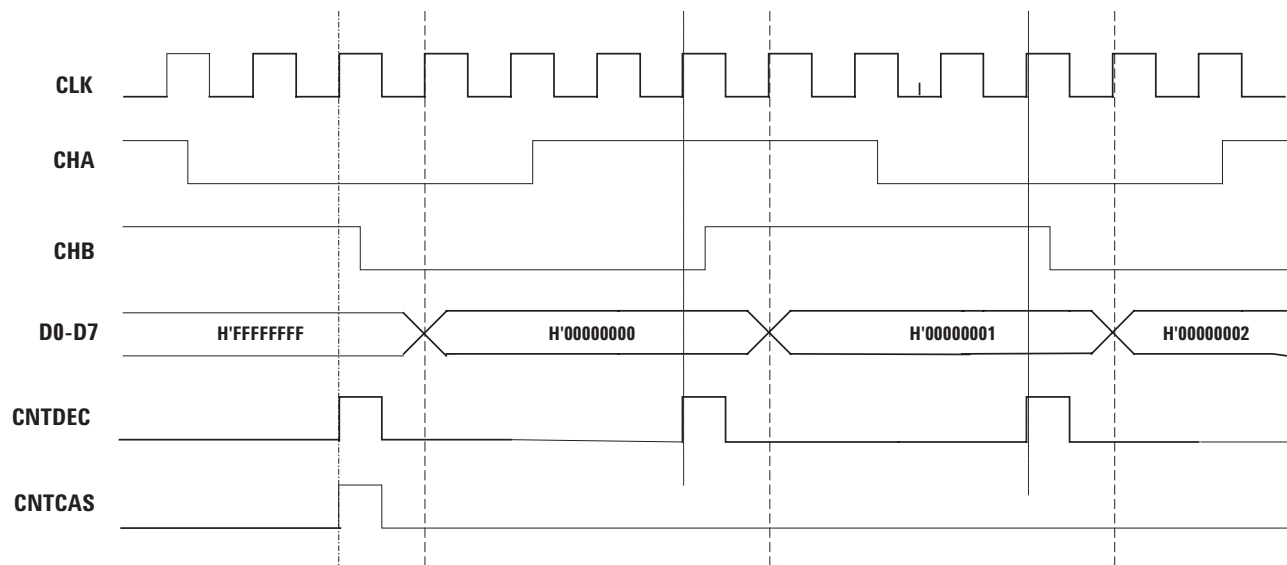 CLK
CHA
CHB
D0-D7 H'FFFFFFFF H'00000000 H'00000001 H'00000002
CNTDEC
CNTCAS